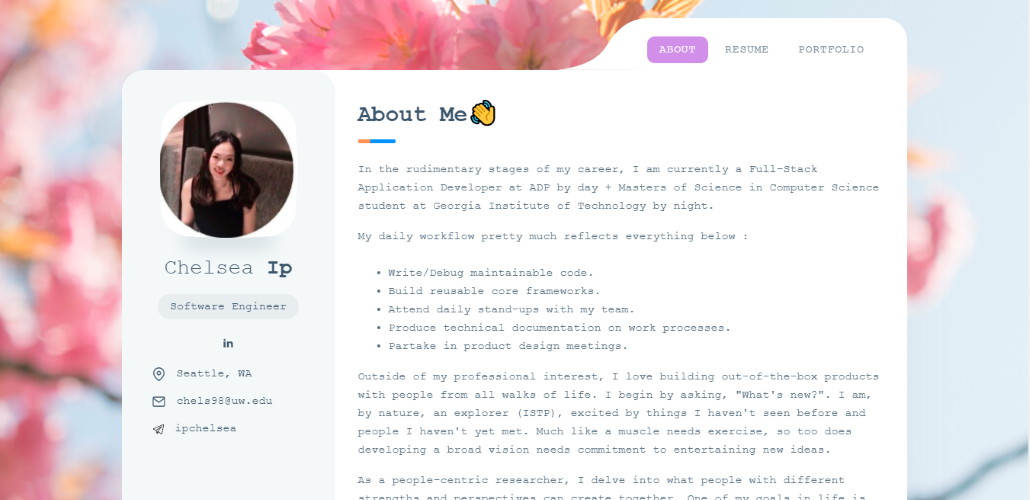 ABOUT RESUME PORTFOLIO
About Me
In the rudimentary stages of my career, I am currently a Full-Stack
Application Developer at ADP by day + Masters of Science in Computer Science
student at Georgia Institute of Technology by night.
My daily workflow pretty much reflects everything below :
• Write/Debug maintainable code.
• Build reusable core frameworks.
• Attend daily stand-ups with my team.
• Produce technical documentation on work processes.
• Partake in product design meetings.
Outside of my professional interest, I love building out-of-the-box products
with people from all walks of life. I begin by asking, "What's new?". I am,
by nature, an explorer (ISTP), excited by things I haven't seen before and
people I haven't yet met. Much like a muscle needs exercise, so too does
developing a broad vision needs commitment to entertaining new ideas.
As a people-centric researcher, I delve into what people with different
strengths and perspectives can create together. One of my goals in life is
Chelsea Ip
Software Engineer
in
Seattle, WA
chels98@uw.edu
ipchelsea